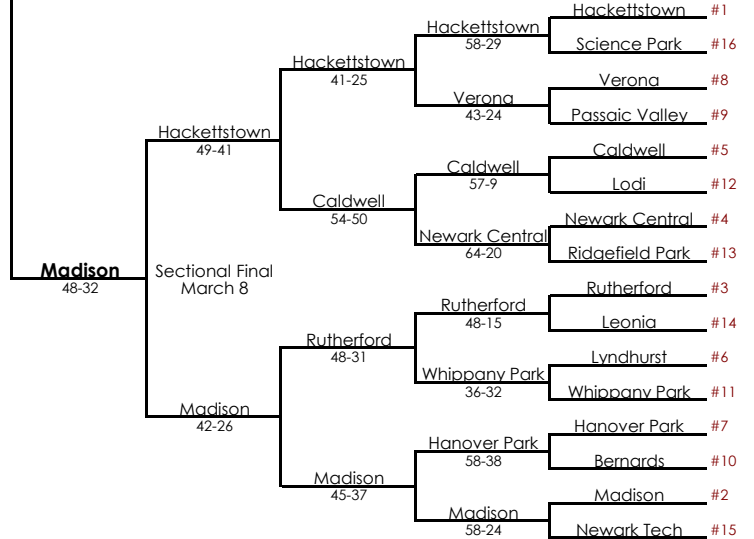 Hackettstown #1
Hackettstown
58-29
Science Park #16
Hackettstown
41-25
Verona #8
Verona
43-24
Passaic Valley #9
Hackettstown
49-41
Caldwell #5
Caldwell
57-9
Lodi #12
Caldwell
54-50
Newark Central #4
Newark Central
64-20
Ridgefield Park #13
Madison
48-32
Sectional Final
March 8
Rutherford #3
Rutherford
48-15
Leonia #14
Rutherford
48-31
Lyndhurst #6
Whippany Park
36-32
Whippany Park #11
Madison
42-26
Hanover Park #7
Hanover Park
58-38
Bernards #10
Madison
45-37
Madison #2
Madison
58-24
Newark Tech #15